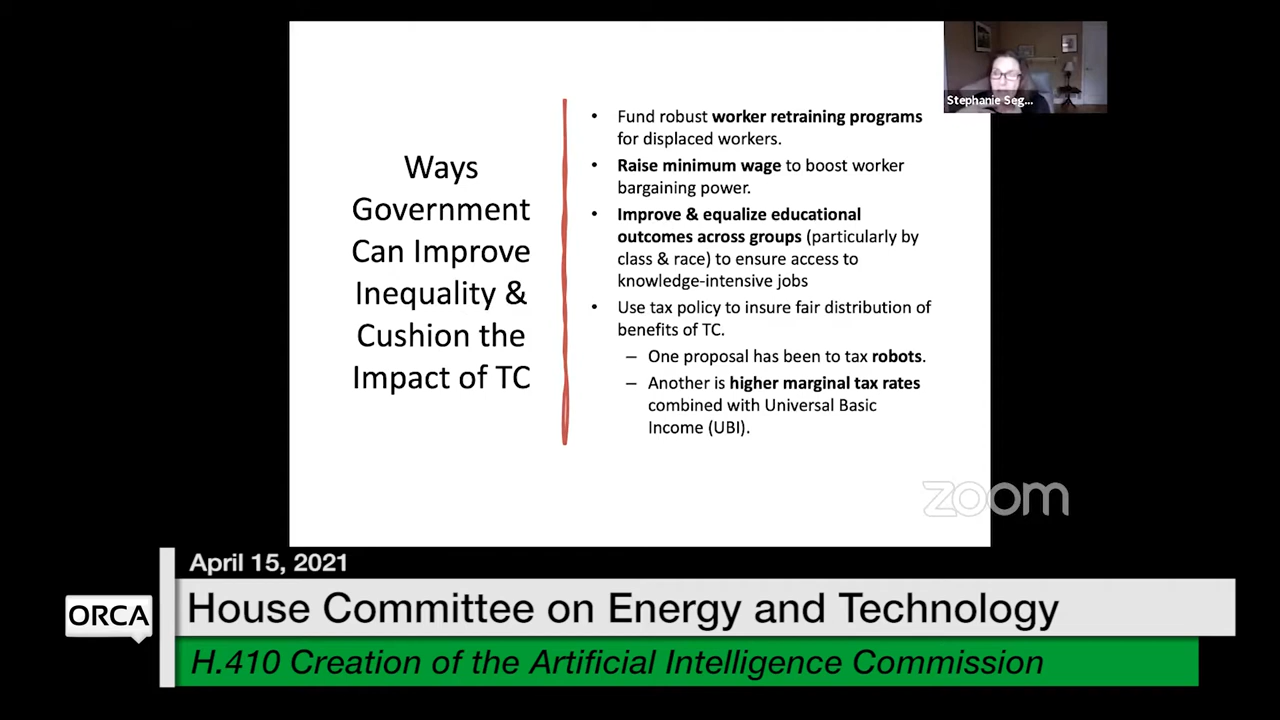 Ways
Government
Can Improve
Inequality &
Cushion the
Impact of TC
• Fund robust worker retraining programs
for displaced workers.
• Raise minimum wage to boost worker
bargaining power.
• Improve & equalize educational
outcomes across groups (particularly by
class & race) to ensure access to
knowledge-intensive jobs
• Use tax policy to insure fair distribution of
benefits of TC.
– One proposal has been to tax robots.
– Another is higher marginal tax rates
combined with Universal Basic
Income (UBI).
Stephanie Seg...
zoom
April 15, 2021
ORCA
House Committee on Energy and Technology
H.410 Creation of the Artificial Intelligence Commission